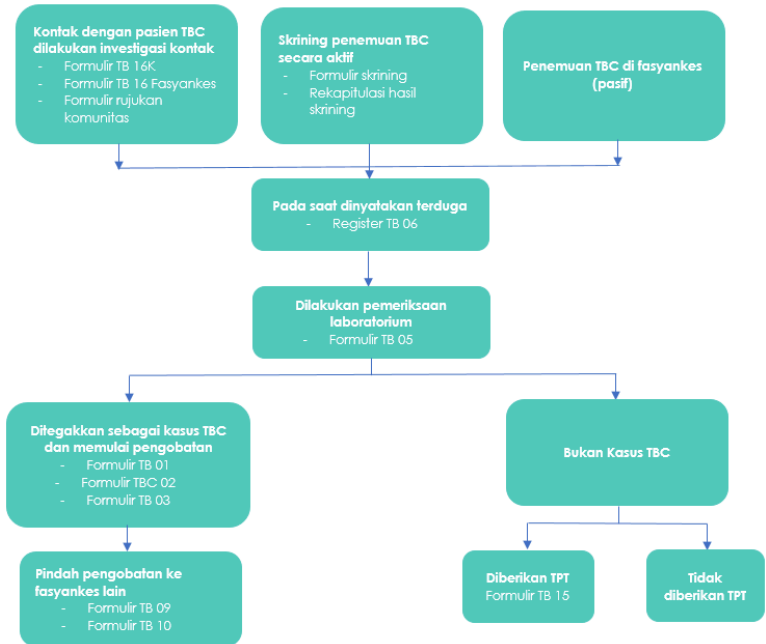 Kontak dengan pasien TBC
dilakukan investigasi kontak
- Formulir TB 16K
- Formulir TB 16 Fasyankes
- Formulir rujukan
komunitas
Skrining penemuan TBC
secara aktif
- Formulir skrining
- Rekapitulasi hasil
skrining
Penemuan TBC di fasyankes
(pasif)
Pada saat dinyatakan terduga
- Register TB 06
Dilakukan pemeriksaan
laboratorium
- Formulir TB 05
Ditegakkan sebagai kasus TBC
dan memulai pengobatan
- Formulir TB 01
- Formulir TBC 02
- Formulir TB 03
Bukan Kasus TBC
Pindah pengobatan ke
fasyankes lain
- Formulir TB 09
- Formulir TB 10
Diberikan TPT
Formulir TB 15
Tidak
diberikan TPT